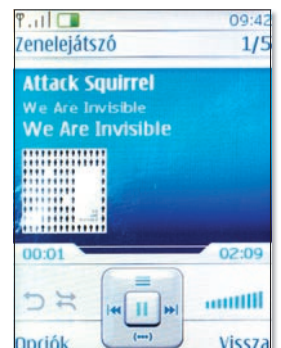 09:42
Zenelejátszó 1/5
Attack Squirrel
We Are Invisible
We Are Invisible
00:01 02:09
Opciók Vissza